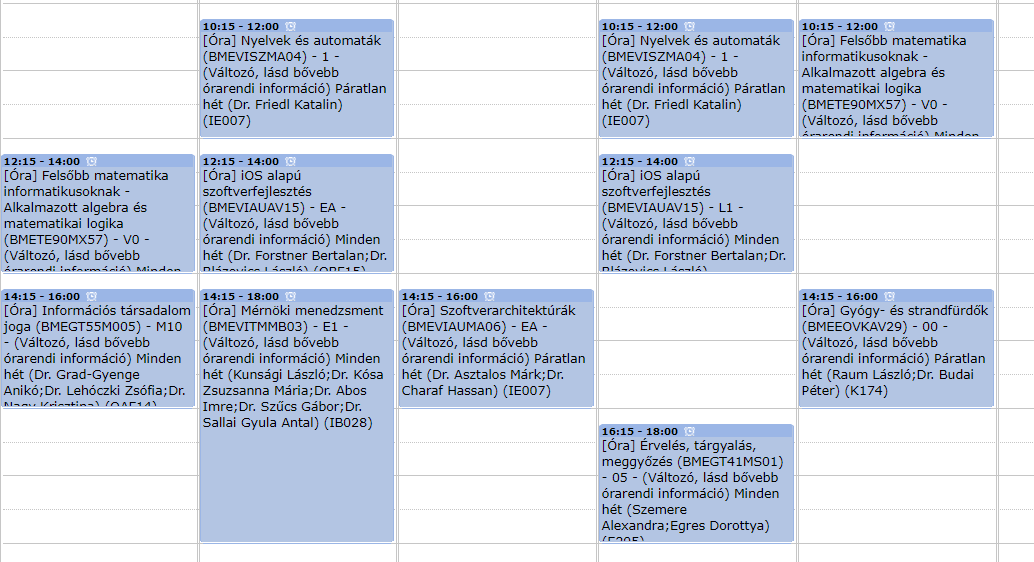 10:15 - 12:00
[Óra] Nyelvek és automaták
(BMEVISZMA04) - 1 -
(Változó, lásd bővebb
órarendi információ) Páratlan
hét (Dr. Friedl Katalin)
(IE007)
10:15 - 12:00
[Óra] Nyelvek és automaták
(BMEVISZMA04) - 1 -
(Változó, lásd bővebb
órarendi információ) Páratlan
hét (Dr. Friedl Katalin)
(IE007)
10:15 - 12:00
[Óra] Felsőbb matematika
informatikusoknak -
Alkalmazott algebra és
matematikai logika
(BMETE90MX57) - V0 -
(Változó, lásd bővebb
órarendi információ) Minden
12:15 - 14:00
[Óra] Felsőbb matematika
informatikusoknak -
Alkalmazott algebra és
matematikai logika
(BMETE90MX57) - V0 -
(Változó, lásd bővebb
órarendi információ) Minden
12:15 - 14:00
[Óra] iOS alapú
szoftverfejlesztés
(BMEVIAUAV15) - EA -
(Változó, lásd bővebb
órarendi információ) Minden
hét (Dr. Forstner Bertalan;Dr.
Blázovics László)
12:15 - 14:00
[Óra] iOS alapú
szoftverfejlesztés
(BMEVIAUAV15) - L1 -
(Változó, lásd bővebb
órarendi információ) Minden
hét (Dr. Forstner Bertalan;Dr.
Blázovics László)
14:15 - 16:00
[Óra] Információs társadalom
joga (BMEGT55M005) - M10
- (Változó, lásd bővebb
órarendi információ) Minden
hét (Dr. Grad-Gyenge
Anikó;Dr. Lehóczki Zsófia;Dr.
Nagy Krisztina)
14:15 - 18:00
[Óra] Mérnöki menedzsment
(BMEVITMMB03) - E1 -
(Változó, lásd bővebb
órarendi információ) Minden
hét (Kunsági László;Dr. Kósa
Zsuzsanna Mária;Dr. Abos
Imre;Dr. Szűcs Gábor;Dr.
Sallai Gyula Antal) (IB028)
14:15 - 16:00
[Óra] Szoftverarchitektúrák
(BMEVIAUMA06) - EA -
(Változó, lásd bővebb
órarendi információ) Páratlan
hét (Dr. Asztalos Márk;Dr.
Charaf Hassan) (IE007)
14:15 - 16:00
[Óra] Gyógy- és strandfürdők
(BMEEOVKAV29) - 00 -
(Változó, lásd bővebb
órarendi információ) Páratlan
hét (Raum László;Dr. Budai
Péter) (K174)
16:15 - 18:00
[Óra] Érvelés, tárgyalás,
meggyőzés (BMEGT41MS01)
- 05 - (Változó, lásd bővebb
órarendi információ) Minden
hét (Szemere
Alexandra;Egres Dorottya)